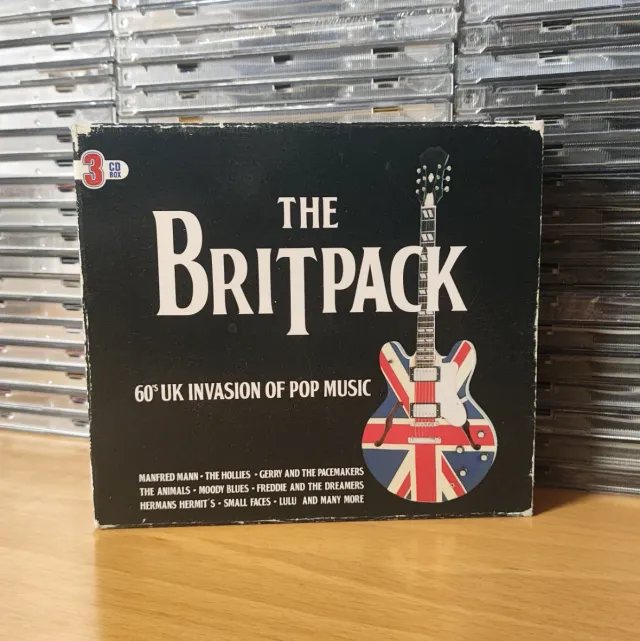 3 CD
BOX
THE
BRITPACK
60'S UK INVASION OF POP MUSIC
MANFRED MANN • THE HOLLIES • GERRY AND THE PACEMAKERS
THE ANIMALS • MOODY BLUES • FREDDIE AND THE DREAMERS
HERMANS HERMIT'S • SMALL FACES • LULU AND MANY MORE